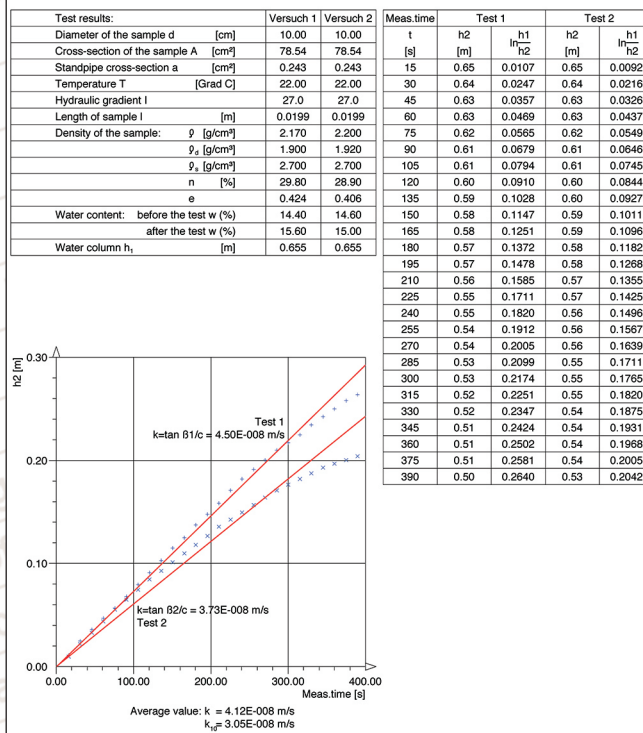 Test results: Versuch 1 Versuch 2
Diameter of the sample d [cm] 10.00 10.00
Cross-section of the sample A [cm²] 78.54 78.54
Standpipe cross-section a [cm²] 0.243 0.243
Temperature T [Grad C] 22.00 22.00
Hydraulic gradient I 27.0 27.0
Length of sample l [m] 0.0199 0.0199
Density of the sample: ρ [g/cm³] 2.170 2.200
ρd [g/cm³] 1.900 1.920
ρs [g/cm³] 2.700 2.700
n [%] 29.80 28.90
e 0.424 0.406
Water content: before the test w (%) 14.40 14.60
after the test w (%) 15.60 15.00
Water column h₁ [m] 0.655 0.655
Meas.time Test 1 Test 2
t h2 ln h1/h2 h2 ln h1/h2
[s] [m] [m]
15 0.65 0.0107 0.65 0.0092
30 0.64 0.0247 0.64 0.0216
45 0.63 0.0357 0.63 0.0326
60 0.63 0.0469 0.63 0.0437
75 0.62 0.0565 0.62 0.0549
90 0.61 0.0679 0.61 0.0646
105 0.61 0.0794 0.61 0.0745
120 0.60 0.0910 0.60 0.0844
135 0.59 0.1028 0.60 0.0927
150 0.58 0.1147 0.59 0.1011
165 0.58 0.1251 0.59 0.1096
180 0.57 0.1372 0.58 0.1182
195 0.57 0.1478 0.58 0.1268
210 0.56 0.1585 0.57 0.1355
225 0.55 0.1711 0.57 0.1425
240 0.55 0.1820 0.56 0.1496
255 0.54 0.1912 0.56 0.1567
270 0.54 0.2005 0.56 0.1639
285 0.53 0.2099 0.55 0.1711
300 0.53 0.2174 0.55 0.1765
315 0.52 0.2251 0.55 0.1820
330 0.52 0.2347 0.54 0.1875
345 0.51 0.2424 0.54 0.1931
360 0.51 0.2502 0.54 0.1968
375 0.51 0.2581 0.54 0.2005
390 0.50 0.2640 0.53 0.2042
h2 [m]
0.30
0.20
0.10
0.00
Test 1
k=tan ß1/c = 4.50E-008 m/s
k=tan ß2/c = 3.73E-008 m/s
Test 2
0.00 100.00 200.00 300.00 400.00
Meas.time [s]
Average value: k = 4.12E-008 m/s
k₁₀= 3.05E-008 m/s